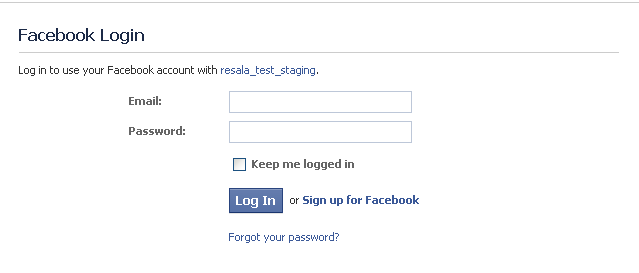 Facebook Login
Log in to use your Facebook account with resala_test_staging.
Email:
Password:
Keep me logged in
Log In or Sign up for Facebook
Forgot your password?